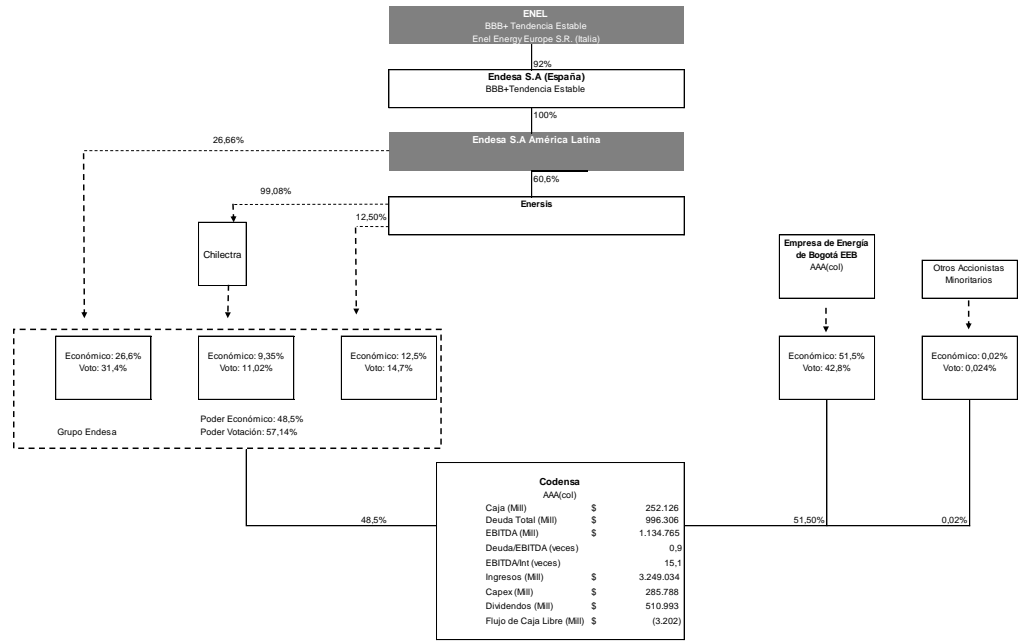 ENEL
BBB+ Tendencia Estable
Enel Energy Europe S.R. (Italia)
92%
Endesa S.A (España)
BBB+Tendencia Estable
100%
Endesa S.A América Latina
26,66%
60,6%
99,08%
Enersis
12,50%
Chilectra
Empresa de Energía
de Bogotá EEB
AAA(col)
Otros Accionistas
Minoritarios
Económico: 26,6%
Voto: 31,4%
Económico: 9,35%
Voto: 11,02%
Económico: 12,5%
Voto: 14,7%
Económico: 51,5%
Voto: 42,8%
Económico: 0,02%
Voto: 0,024%
Poder Económico: 48,5%
Grupo Endesa
Poder Votación: 57,14%
Codensa
AAA(col)
Caja (Mill) $ 252.126
Deuda Total (Mill) $ 996.306
EBITDA (Mill) $ 1.134.765
Deuda/EBITDA (veces) 0,9
EBITDA/Int (veces) 15,1
Ingresos (Mill) $ 3.249.034
Capex (Mill) $ 285.788
Dividendos (Mill) $ 510.993
Flujo de Caja Libre (Mill) $ (3.202)
48,5%
51,50%
0,02%